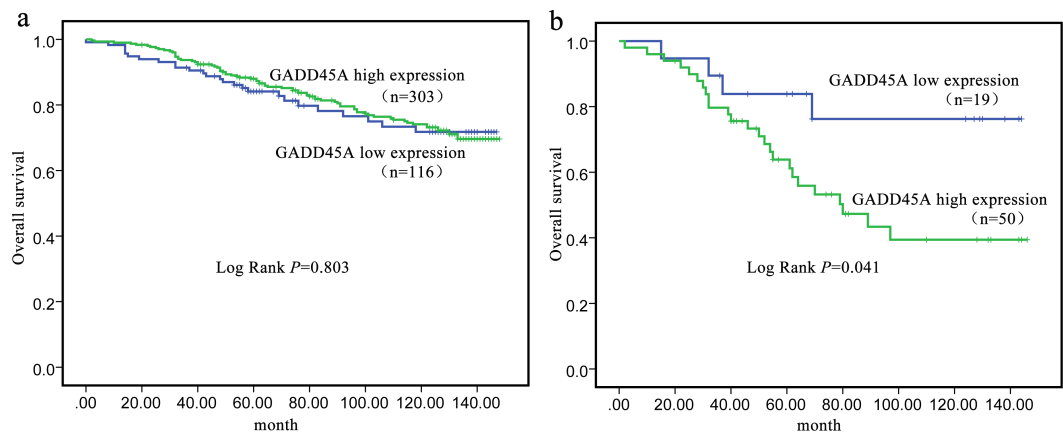 a
1.0
0.8
0.6
0.4
0.2
0.0
Overall survival
GADD45A high expression
(n=303)
GADD45A low expression
(n=116)
Log Rank P=0.803
.00 20.00 40.00 60.00 80.00 100.00 120.00 140.00
month
b
1.0
0.8
0.6
0.4
0.2
0.0
Overall survival
GADD45A low expression
(n=19)
GADD45A high expression
(n=50)
Log Rank P=0.041
.00 20.00 40.00 60.00 80.00 100.00 120.00 140.00
month